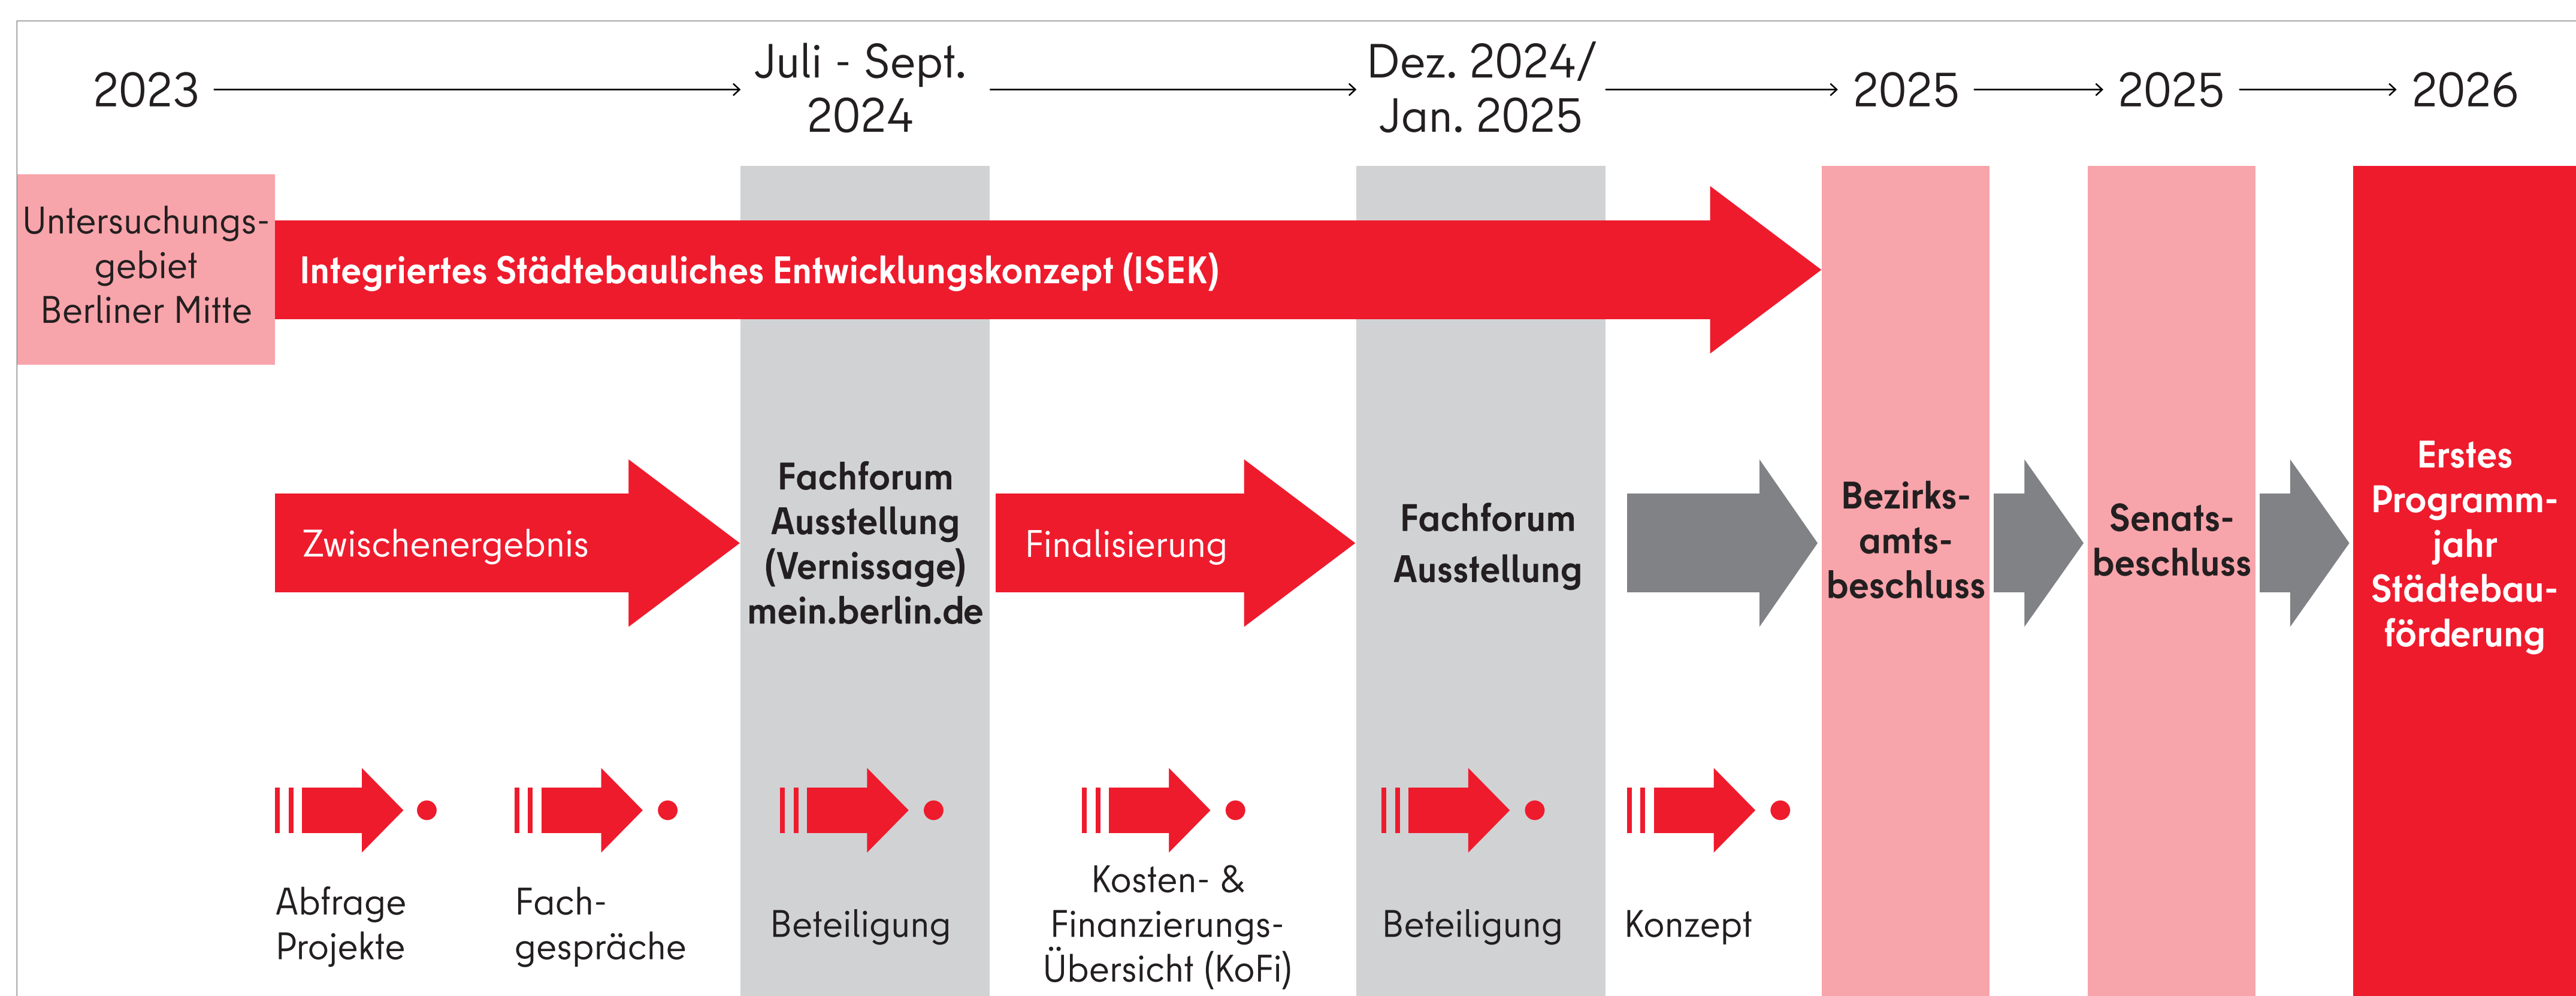 2023
Juli - Sept.
2024
Dez. 2024/
Jan. 2025
2025
2025
2026
Untersuchungs-
gebiet
Berliner Mitte
Integriertes Städtebauliches Entwicklungskonzept (ISEK)
Zwischenergebnis
Fachforum
Ausstellung
(Vernissage)
mein.berlin.de
Finalisierung
Fachforum
Ausstellung
Bezirks-
amts-
beschluss
Senats-
beschluss
Erstes
Programm-
jahr
Städtebau-
förderung
Abfrage
Projekte
Fach-
gespräche
Beteiligung
Kosten- &
Finanzierungs-
Übersicht (KoFi)
Beteiligung
Konzept